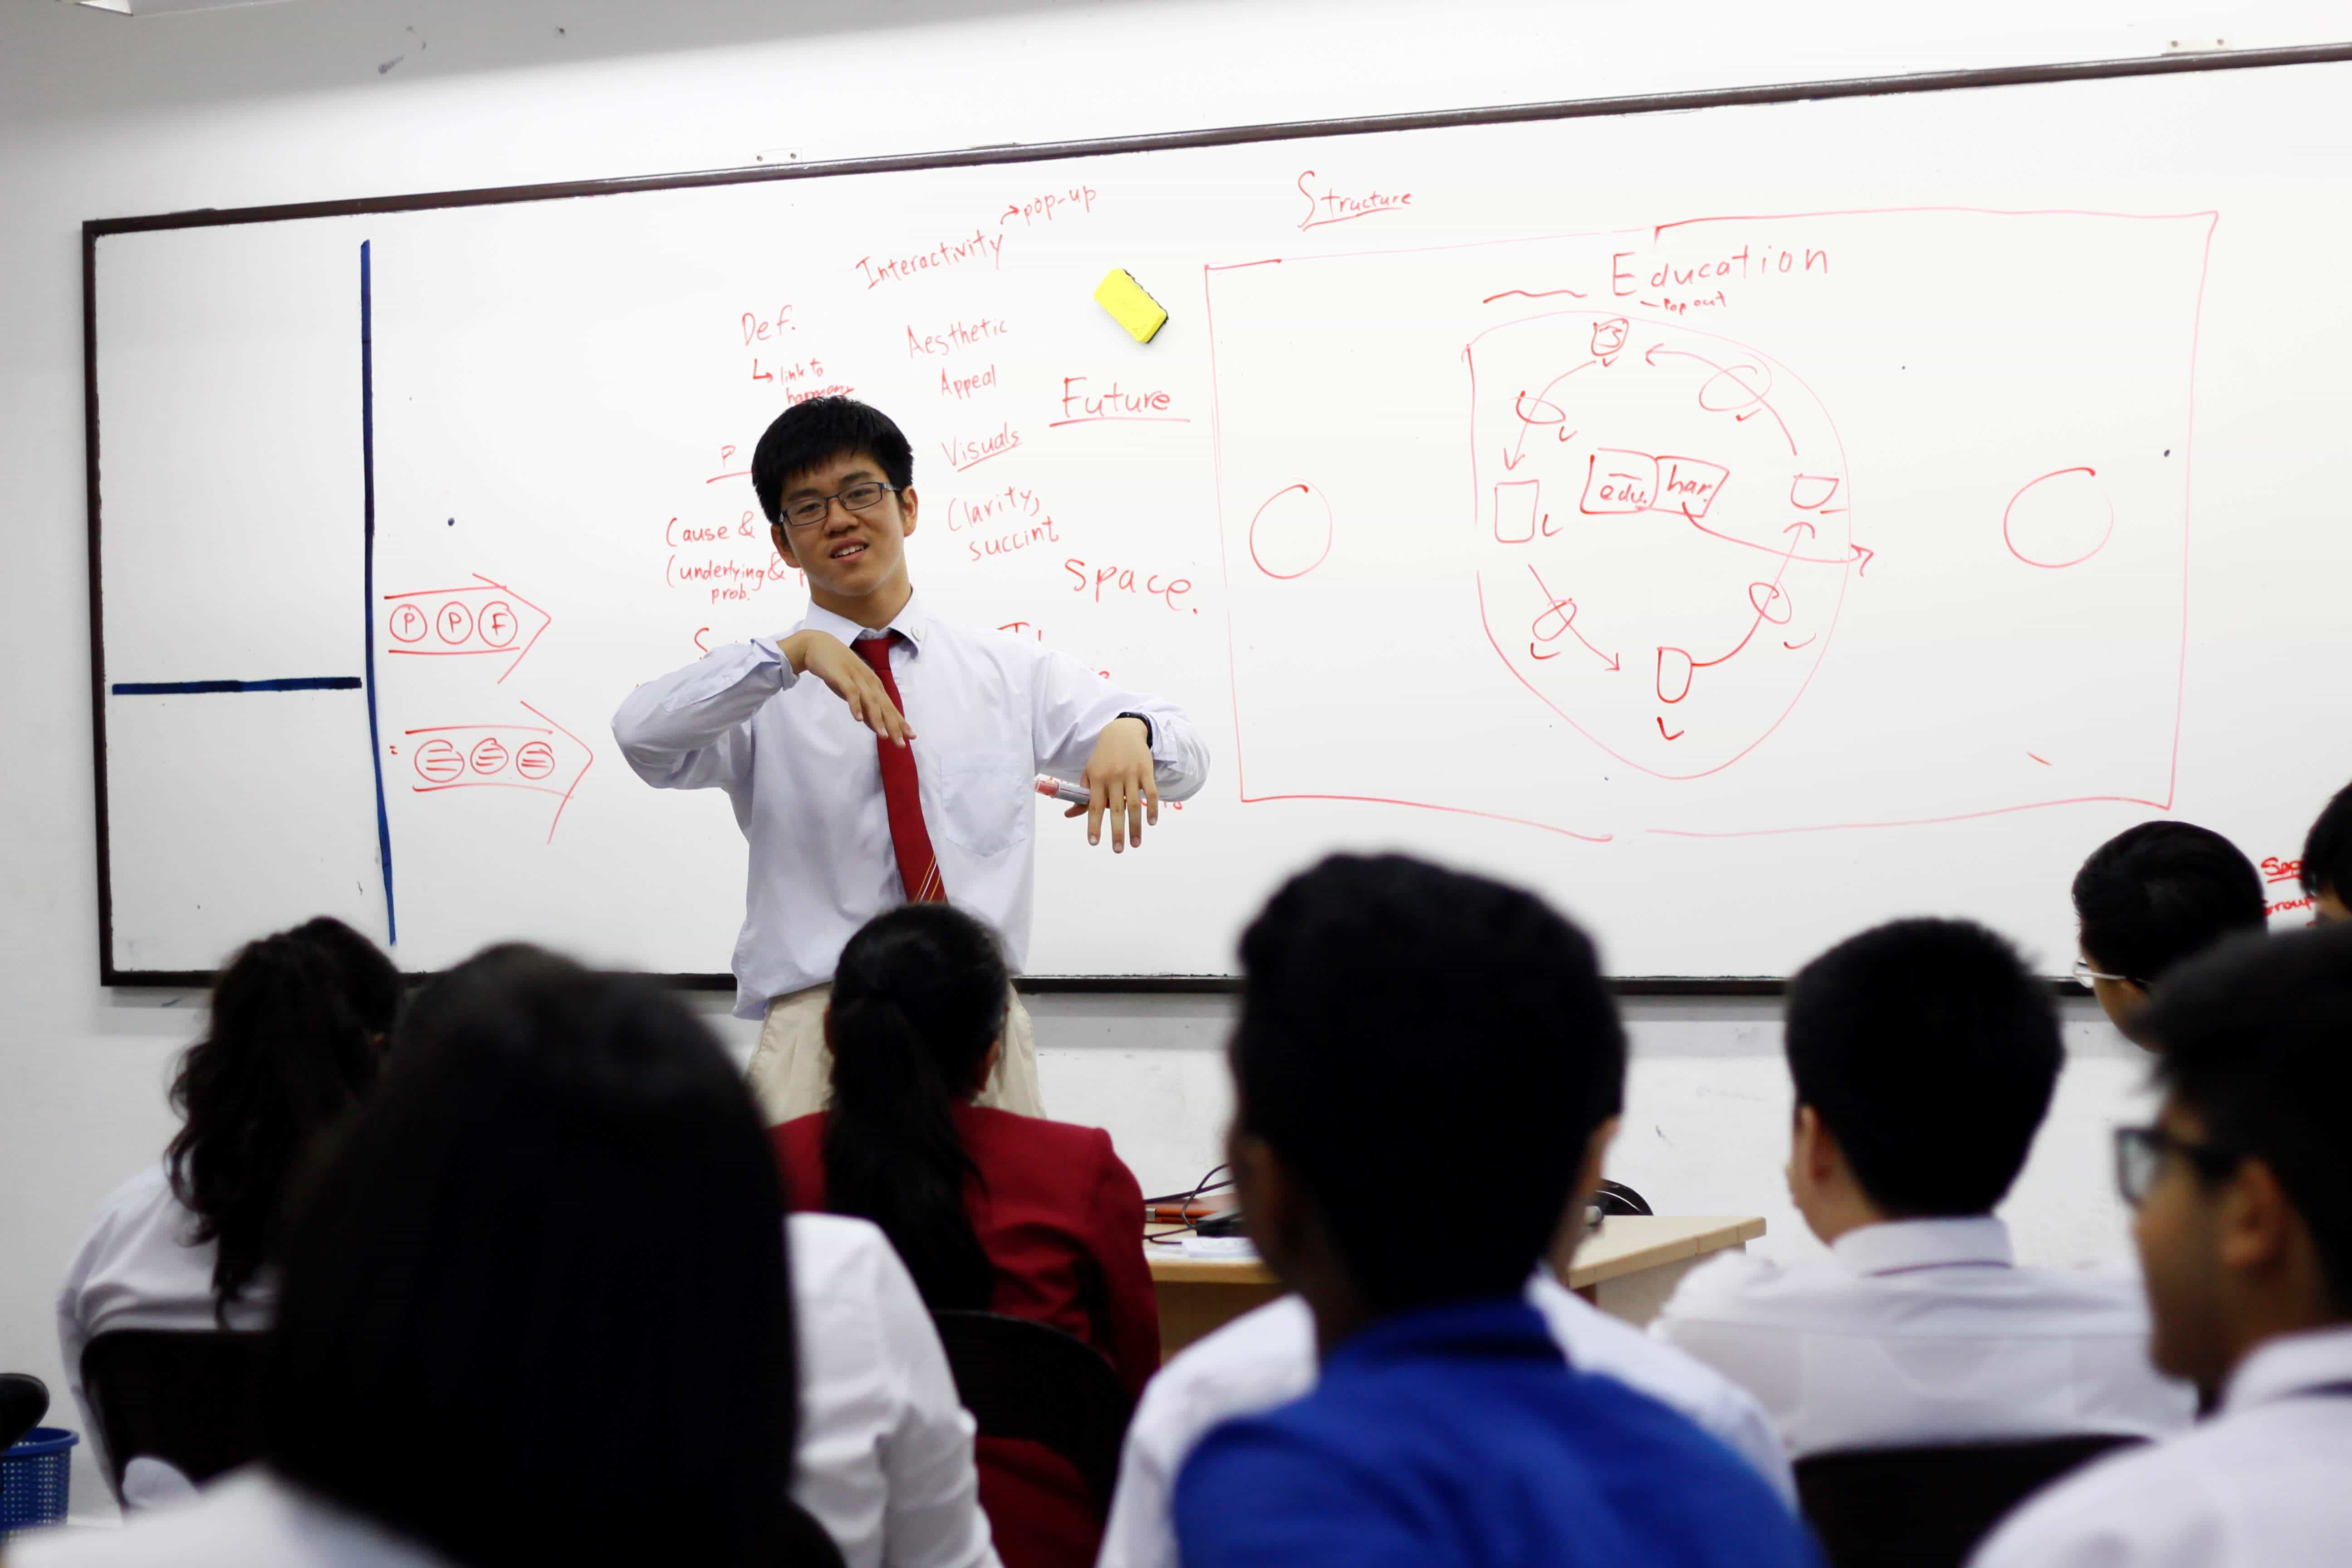 Structure
pop-up
Interactivity
Education
Pop out
Def.
link to
Aesthetic
Appeal
Future
P
Visuals
edu. har.
Cause &
Clarity,
succint
(underlying &
prob.
space.
P P F
=